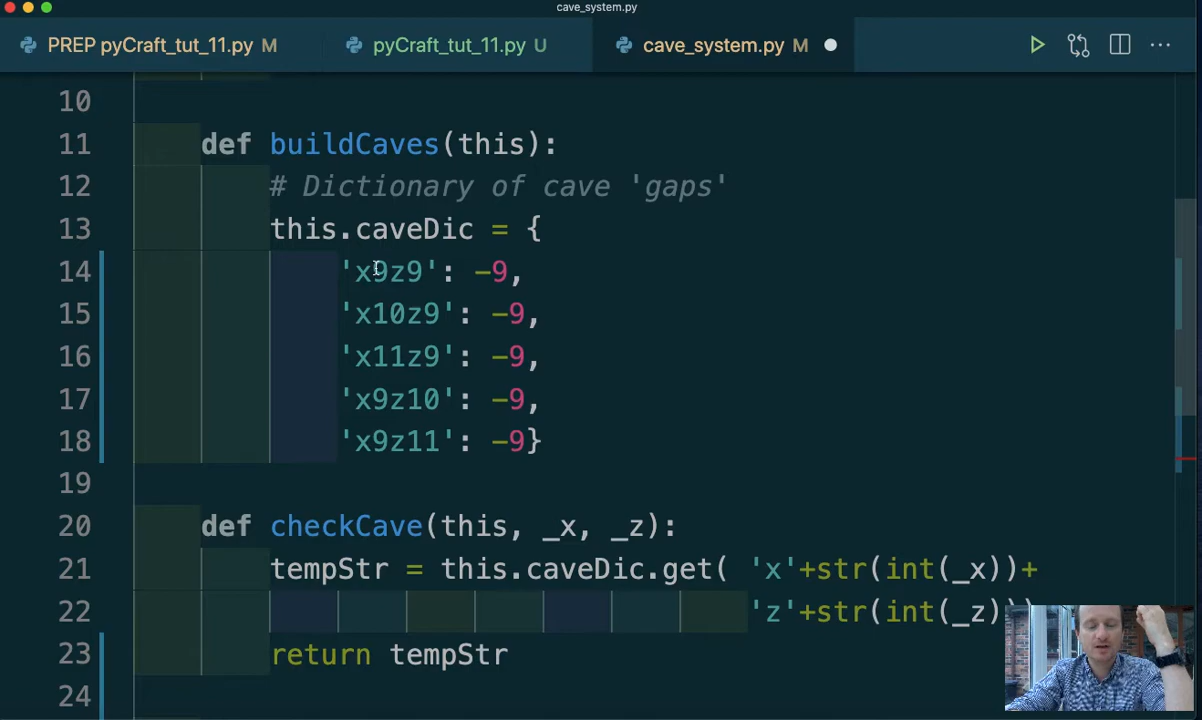 cave_system.py
PREP pyCraft_tut_11.py M pyCraft_tut_11.py U cave_system.py M
10
11 def buildCaves(this):
12 # Dictionary of cave 'gaps'
13 this.caveDic = {
14 'x9z9': -9,
15 'x10z9': -9,
16 'x11z9': -9,
17 'x9z10': -9,
18 'x9z11': -9}
19
20 def checkCave(this, _x, _z):
21 tempStr = this.caveDic.get( 'x'+str(int(_x))+
22 'z'+str(int(_z)))
23 return tempStr
24